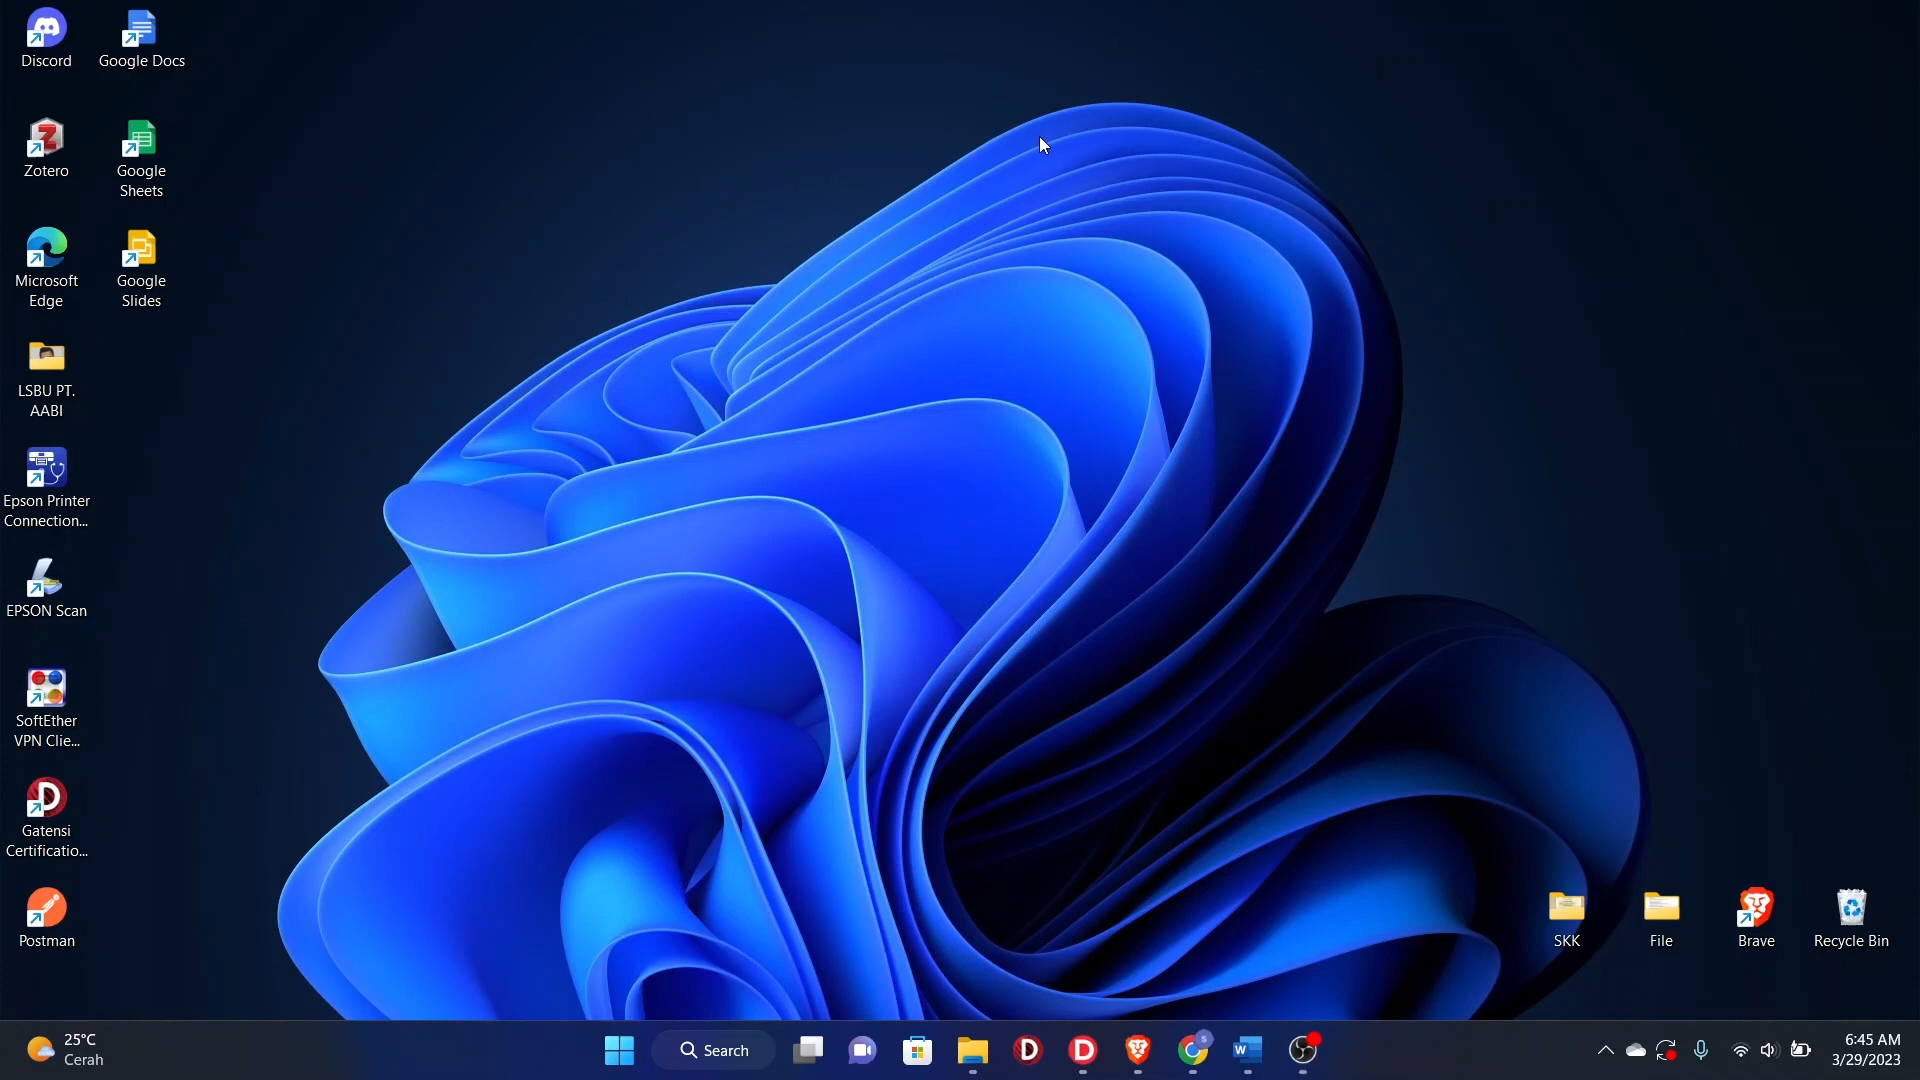 Discord
Google Docs
Zotero
Google
Sheets
Microsoft
Edge
Google
Slides
LSBU PT.
AABI
Epson Printer
Connection...
EPSON Scan
SoftEther
VPN Clie...
Gatensi
Certificatio...
Postman
SKK
File
Brave
Recycle Bin
25°C
Cerah
Search
6:45 AM
3/29/2023